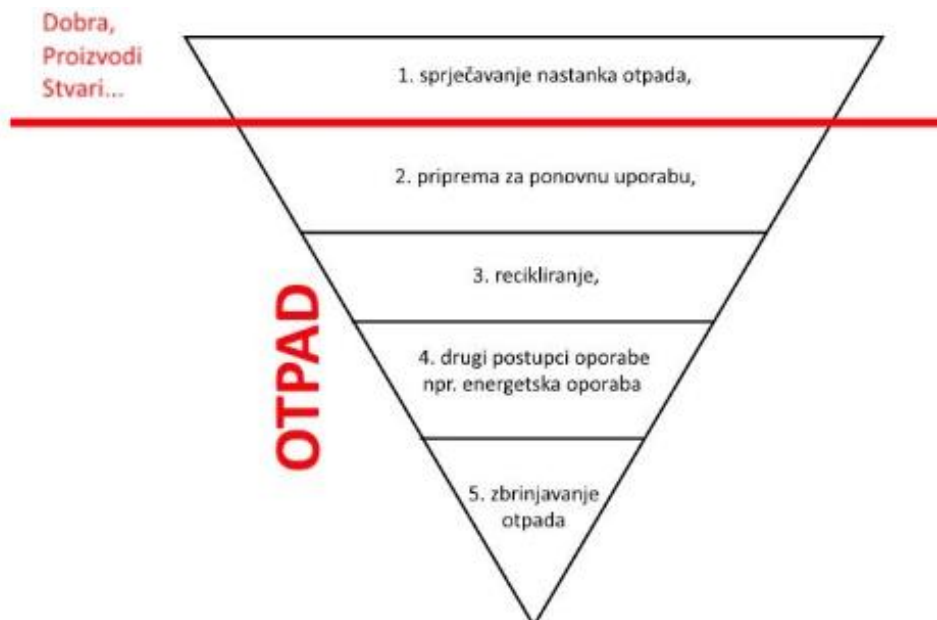 Dobra,
Proizvodi
Stvari...
1. sprječavanje nastanka otpada,
2. priprema za ponovnu uporabu,
3. recikliranje,
4. drugi postupci oporabe
npr. energetska oporaba
5. zbrinjavanje
otpada
OTPAD